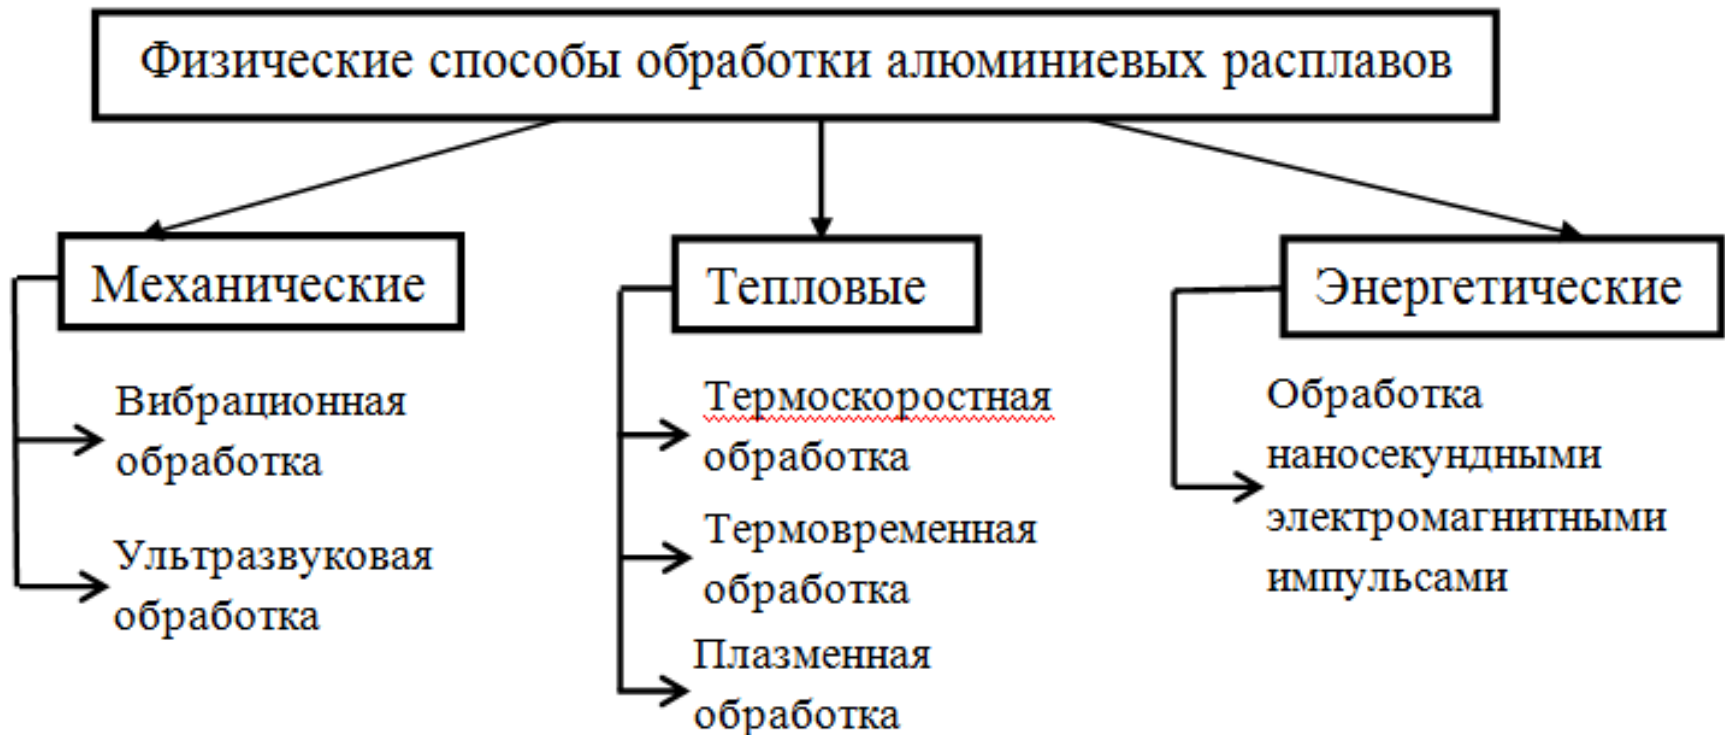 Физические способы обработки алюминиевых расплавов
Механические
Вибрационная
обработка
Ультразвуковая
обработка
Тепловые
Термоскоростная
обработка
Термовременная
обработка
Плазменная
обработка
Энергетические
Обработка
наносекундными
электромагнитными
импульсами